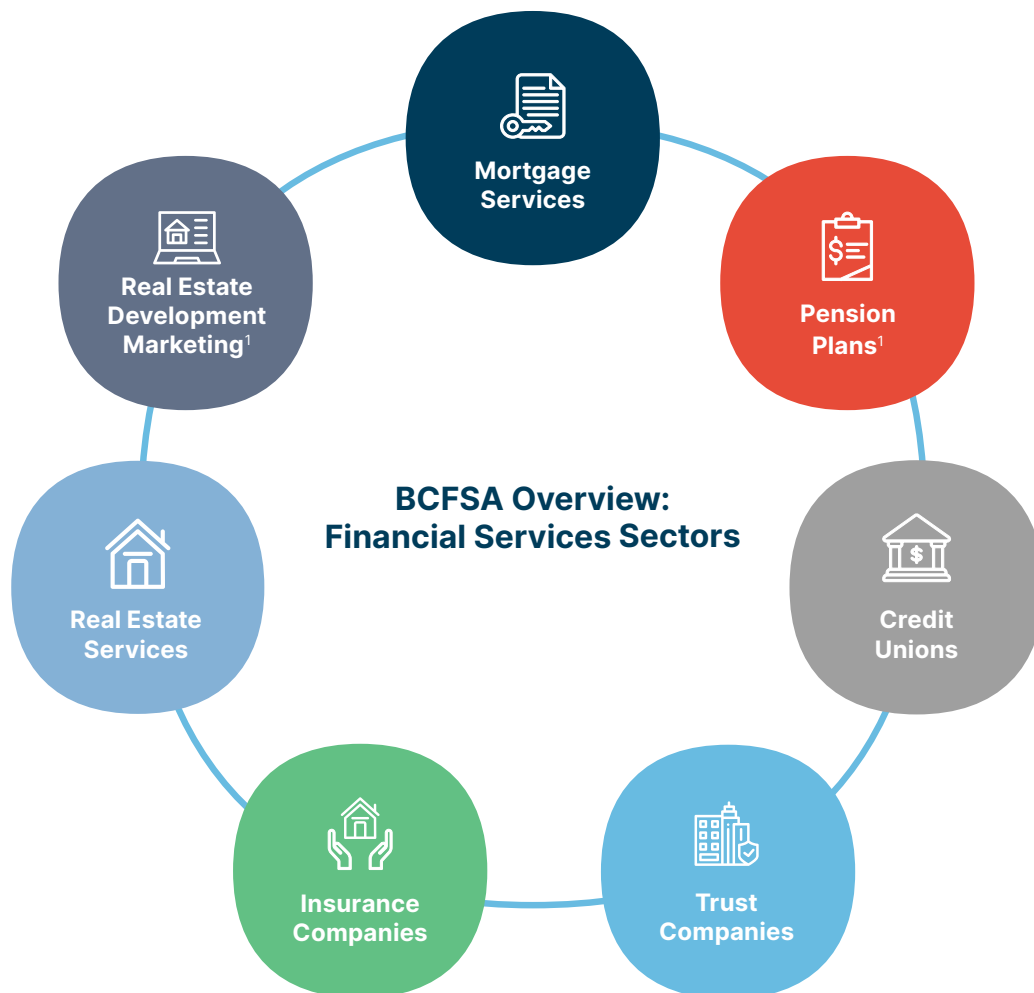 Mortgage
Services
Real Estate
Development
Marketing¹
Pension
Plans¹
BCFSA Overview:
Financial Services Sectors
Real Estate
Services
Credit
Unions
Insurance
Companies
Trust
Companies